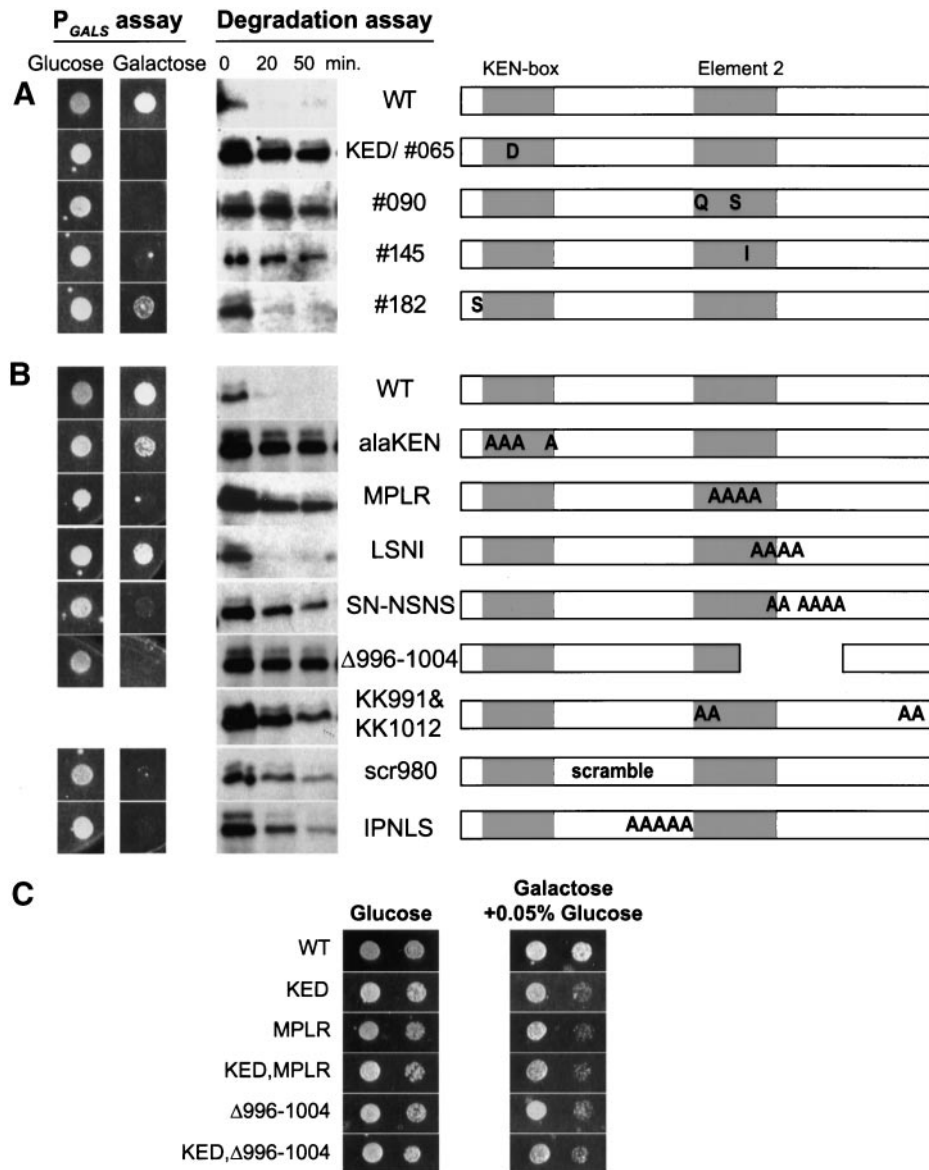 P_GALS assay Degradation assay
Glucose Galactose 0 20 50 min. KEN-box Element 2
A WT
KED/ #065 D
#090 Q S
#145 I
#182 S
B WT
alaKEN AAA A
MPLR AAAA
LSNI AAAA
SN-NSNS AA AAAA
Δ996-1004
KK991&
KK1012 AA AA
scr980 scramble
IPNLS AAAAA
C
Glucose Galactose
+0.05% Glucose
WT
KED
MPLR
KED,MPLR
Δ996-1004
KED,Δ996-1004